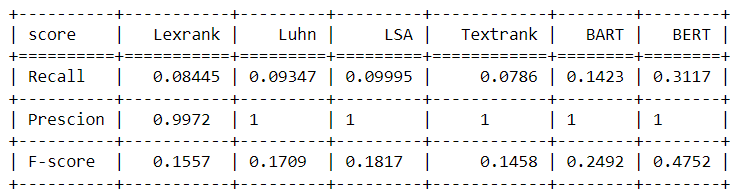 score Lexrank Luhn LSA Textrank BART BERT
Recall 0.08445 0.09347 0.09995 0.0786 0.1423 0.3117
Prescion 0.9972 1 1 1 1 1
F-score 0.1557 0.1709 0.1817 0.1458 0.2492 0.4752